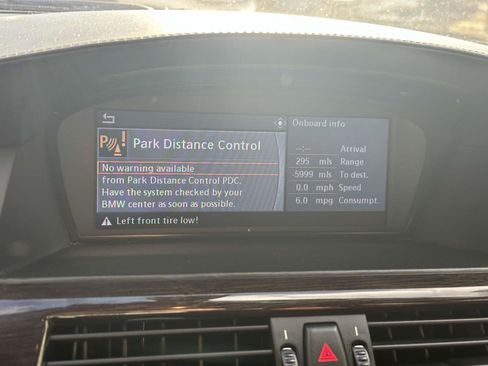 P!
Park Distance Control
No warning available
from Park Distance Control PDC.
Have the system checked by your
BMW center as soon as possible.
Left front tire low!
Onboard info
--:-- Arrival
295 mls Range
-5999 mls To dest.
0.0 mph Speed
6.0 mpg Consumpt.